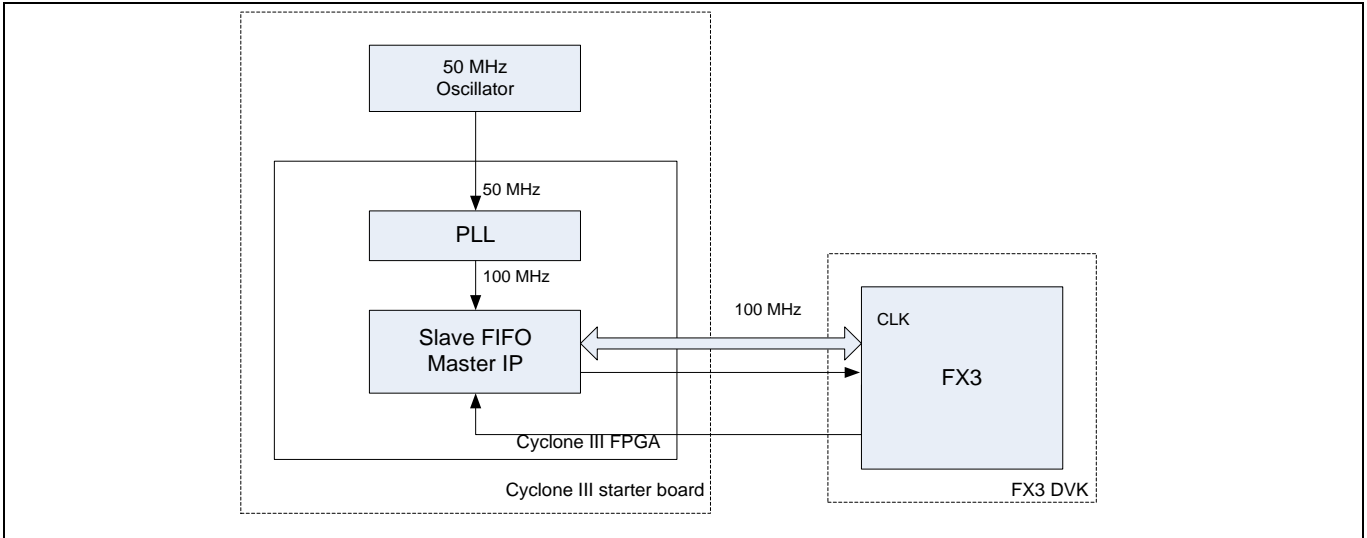 50 MHz
Oscillator
50 MHz
PLL
100 MHz
Slave FIFO
Master IP
100 MHz
CLK
FX3
Cyclone III FPGA
Cyclone III starter board
FX3 DVK